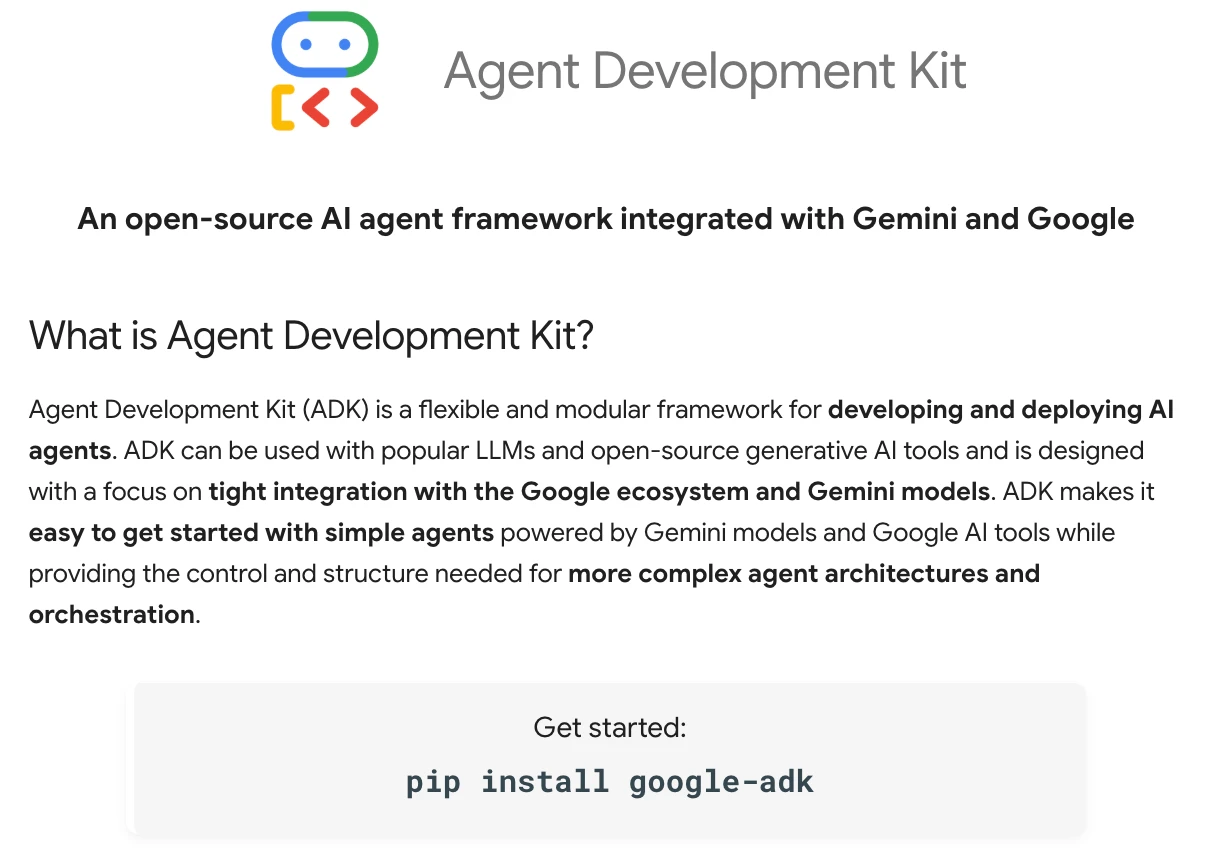 Agent Development Kit
An open-source AI agent framework integrated with Gemini and Google
What is Agent Development Kit?
Agent Development Kit (ADK) is a flexible and modular framework for developing and deploying AI
agents. ADK can be used with popular LLMs and open-source generative AI tools and is designed
with a focus on tight integration with the Google ecosystem and Gemini models. ADK makes it
easy to get started with simple agents powered by Gemini models and Google AI tools while
providing the control and structure needed for more complex agent architectures and
orchestration.
Get started:
pip install google-adk